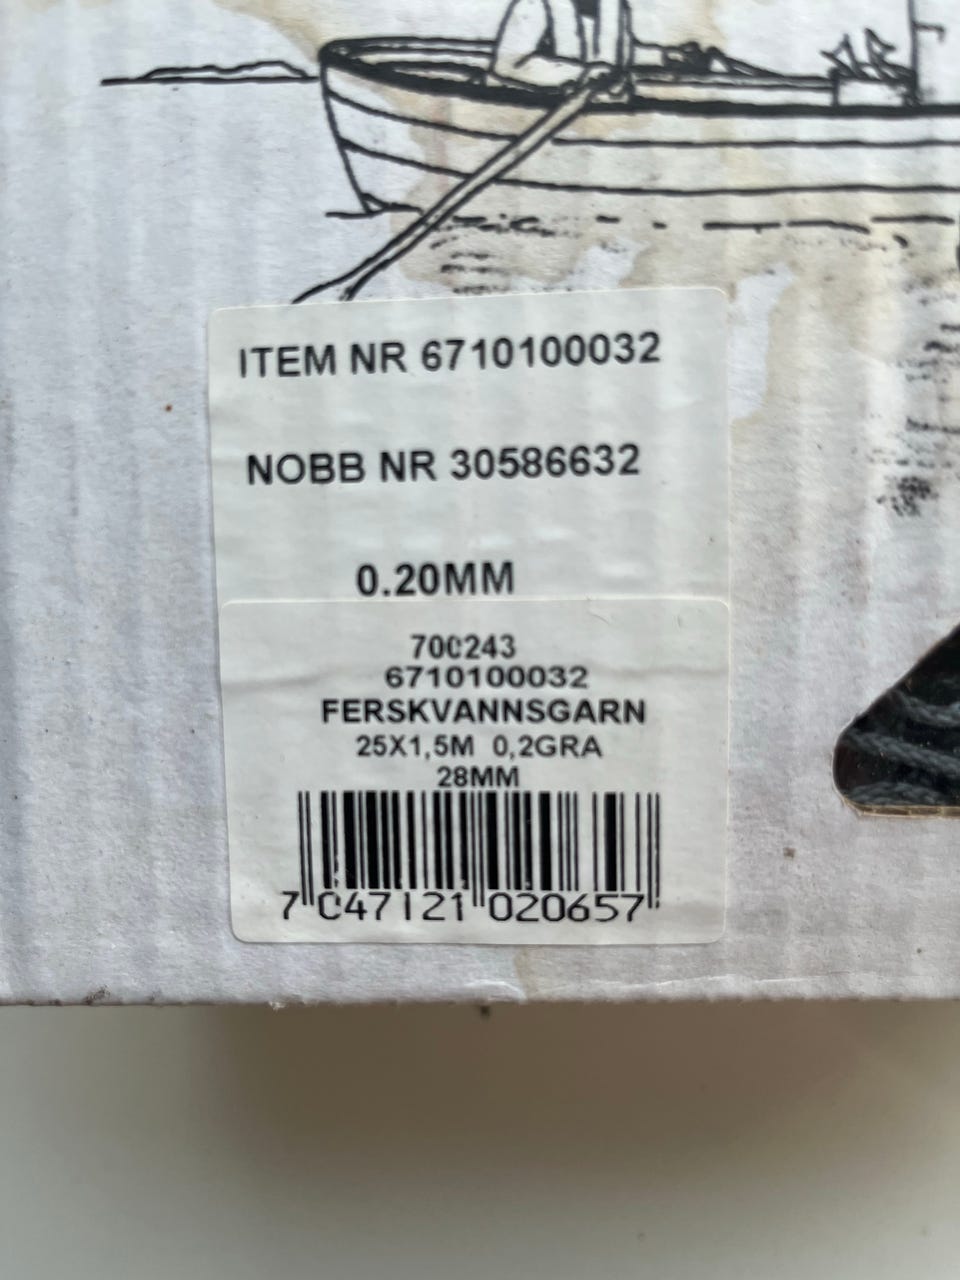 ITEM NR 6710100032
NOBB NR 30586632
0.20MM
700243
6710100032
FERSKVANNSGARN
25X1,5M 0,2GRA
28MM
7 047121 020657